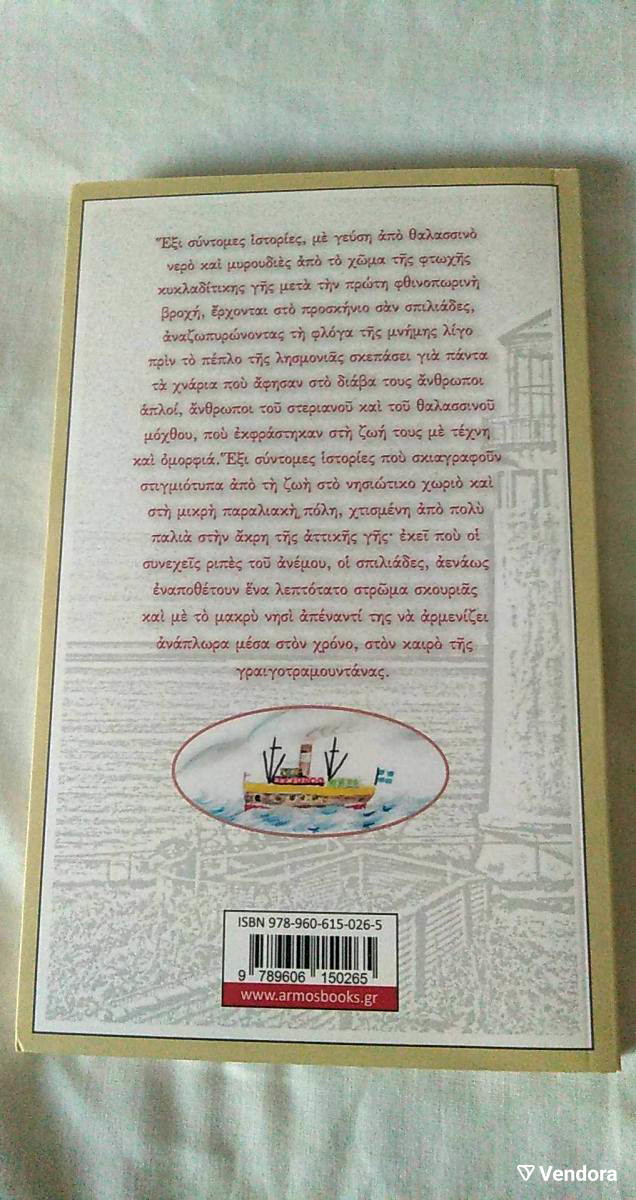 Ἕξι σύντομες ἱστορίες, μὲ γεύση ἀπὸ θαλασσινὸ
νερὸ καὶ μυρουδιὲς ἀπὸ τὸ χῶμα τῆς φτωχῆς
κυκλαδίτικης γῆς μετὰ τὴν πρώτη φθινοπωρινὴ
βροχή, ἔρχονται στὸ προσκήνιο σὰν σπιλιάδες,
ἀναζωπυρώνοντας τὴ φλόγα τῆς μνήμης λίγο
πρὶν τὸ πέπλο τῆς λησμονιᾶς σκεπάσει γιὰ πάντα
τὰ χνάρια ποὺ ἄφησαν στὸ διάβα τους ἄνθρωποι
ἁπλοί, ἄνθρωποι τοῦ στεριανοῦ καὶ τοῦ θαλασσινοῦ
μόχθου, ποὺ ἐκφράστηκαν στὴ ζωή τους μὲ τέχνη
καὶ ὀμορφιά. Ἕξι σύντομες ἱστορίες ποὺ σκιαγραφοῦν
στιγμιότυπα ἀπὸ τὴ ζωὴ στὸ νησιώτικο χωριὸ καὶ
στὴ μικρὴ παραλιακὴ πόλη, χτισμένη ἀπὸ πολὺ
παλιὰ στὴν ἄκρη τῆς ἀττικῆς γῆς· ἐκεῖ ποὺ οἱ
συνεχεῖς ριπὲς τοῦ ἀνέμου, οἱ σπιλιάδες, ἀενάως
ἐναποθέτουν ἕνα λεπτότατο στρῶμα σκουριᾶς
καὶ μὲ τὸ μακρὺ νησὶ ἀπέναντί της νὰ ἀρμενίζει
ἀνάπλωρα μέσα στὸν χρόνο, στὸν καιρὸ τῆς
γραιγοτραμουντάνας.
ISBN 978-960-615-026-5
9 789606 150265
www.armosbooks.gr
Vendora